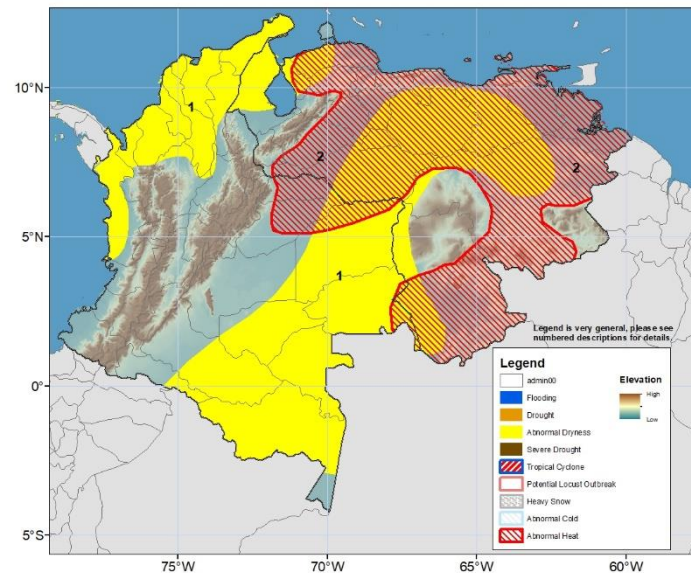 10°N
5°N
0°
5°S
75°W
70°W
65°W
60°W
1
2
2
1
Legend is very general, please see
numbered descriptions for details.
Legend
admin00
Flooding
Drought
Abnormal Dryness
Severe Drought
Tropical Cyclone
Potential Locust Outbreak
Heavy Snow
Abnormal Cold
Abnormal Heat
Elevation
High
Low